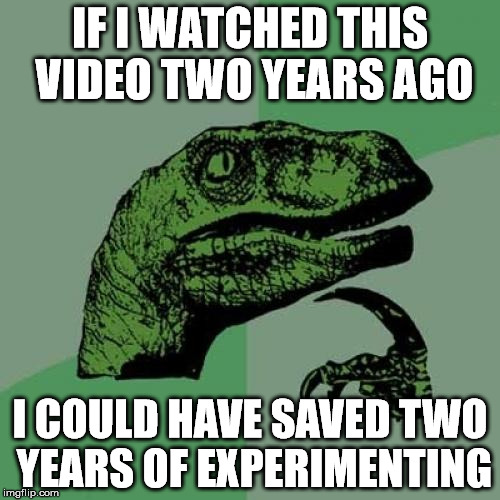 IF I WATCHED THIS
VIDEO TWO YEARS AGO
I COULD HAVE SAVED TWO
YEARS OF EXPERIMENTING
imgflip.com